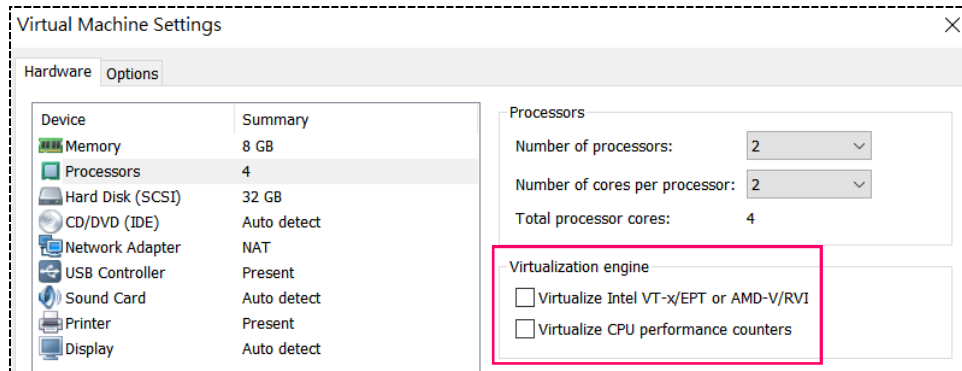 Virtual Machine Settings
Hardware Options
Device Summary
Memory 8 GB
Processors 4
Hard Disk (SCSI) 32 GB
CD/DVD (IDE) Auto detect
Network Adapter NAT
USB Controller Present
Sound Card Auto detect
Printer Present
Display Auto detect
Processors
Number of processors: 2
Number of cores per processor: 2
Total processor cores: 4
Virtualization engine
Virtualize Intel VT-x/EPT or AMD-V/RVI
Virtualize CPU performance counters